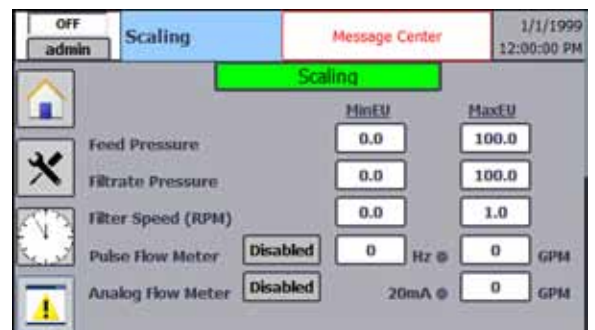 OFF
admin
Scaling
Message Center
1/1/1999
12:00:00 PM
Scaling
MinEU MaxEU
Feed Pressure 0.0 100.0
Filtrate Pressure 0.0 100.0
Filter Speed (RPM) 0.0 1.0
Pulse Flow Meter Disabled 0 Hz @ 0 GPM
Analog Flow Meter Disabled 20mA @ 0 GPM